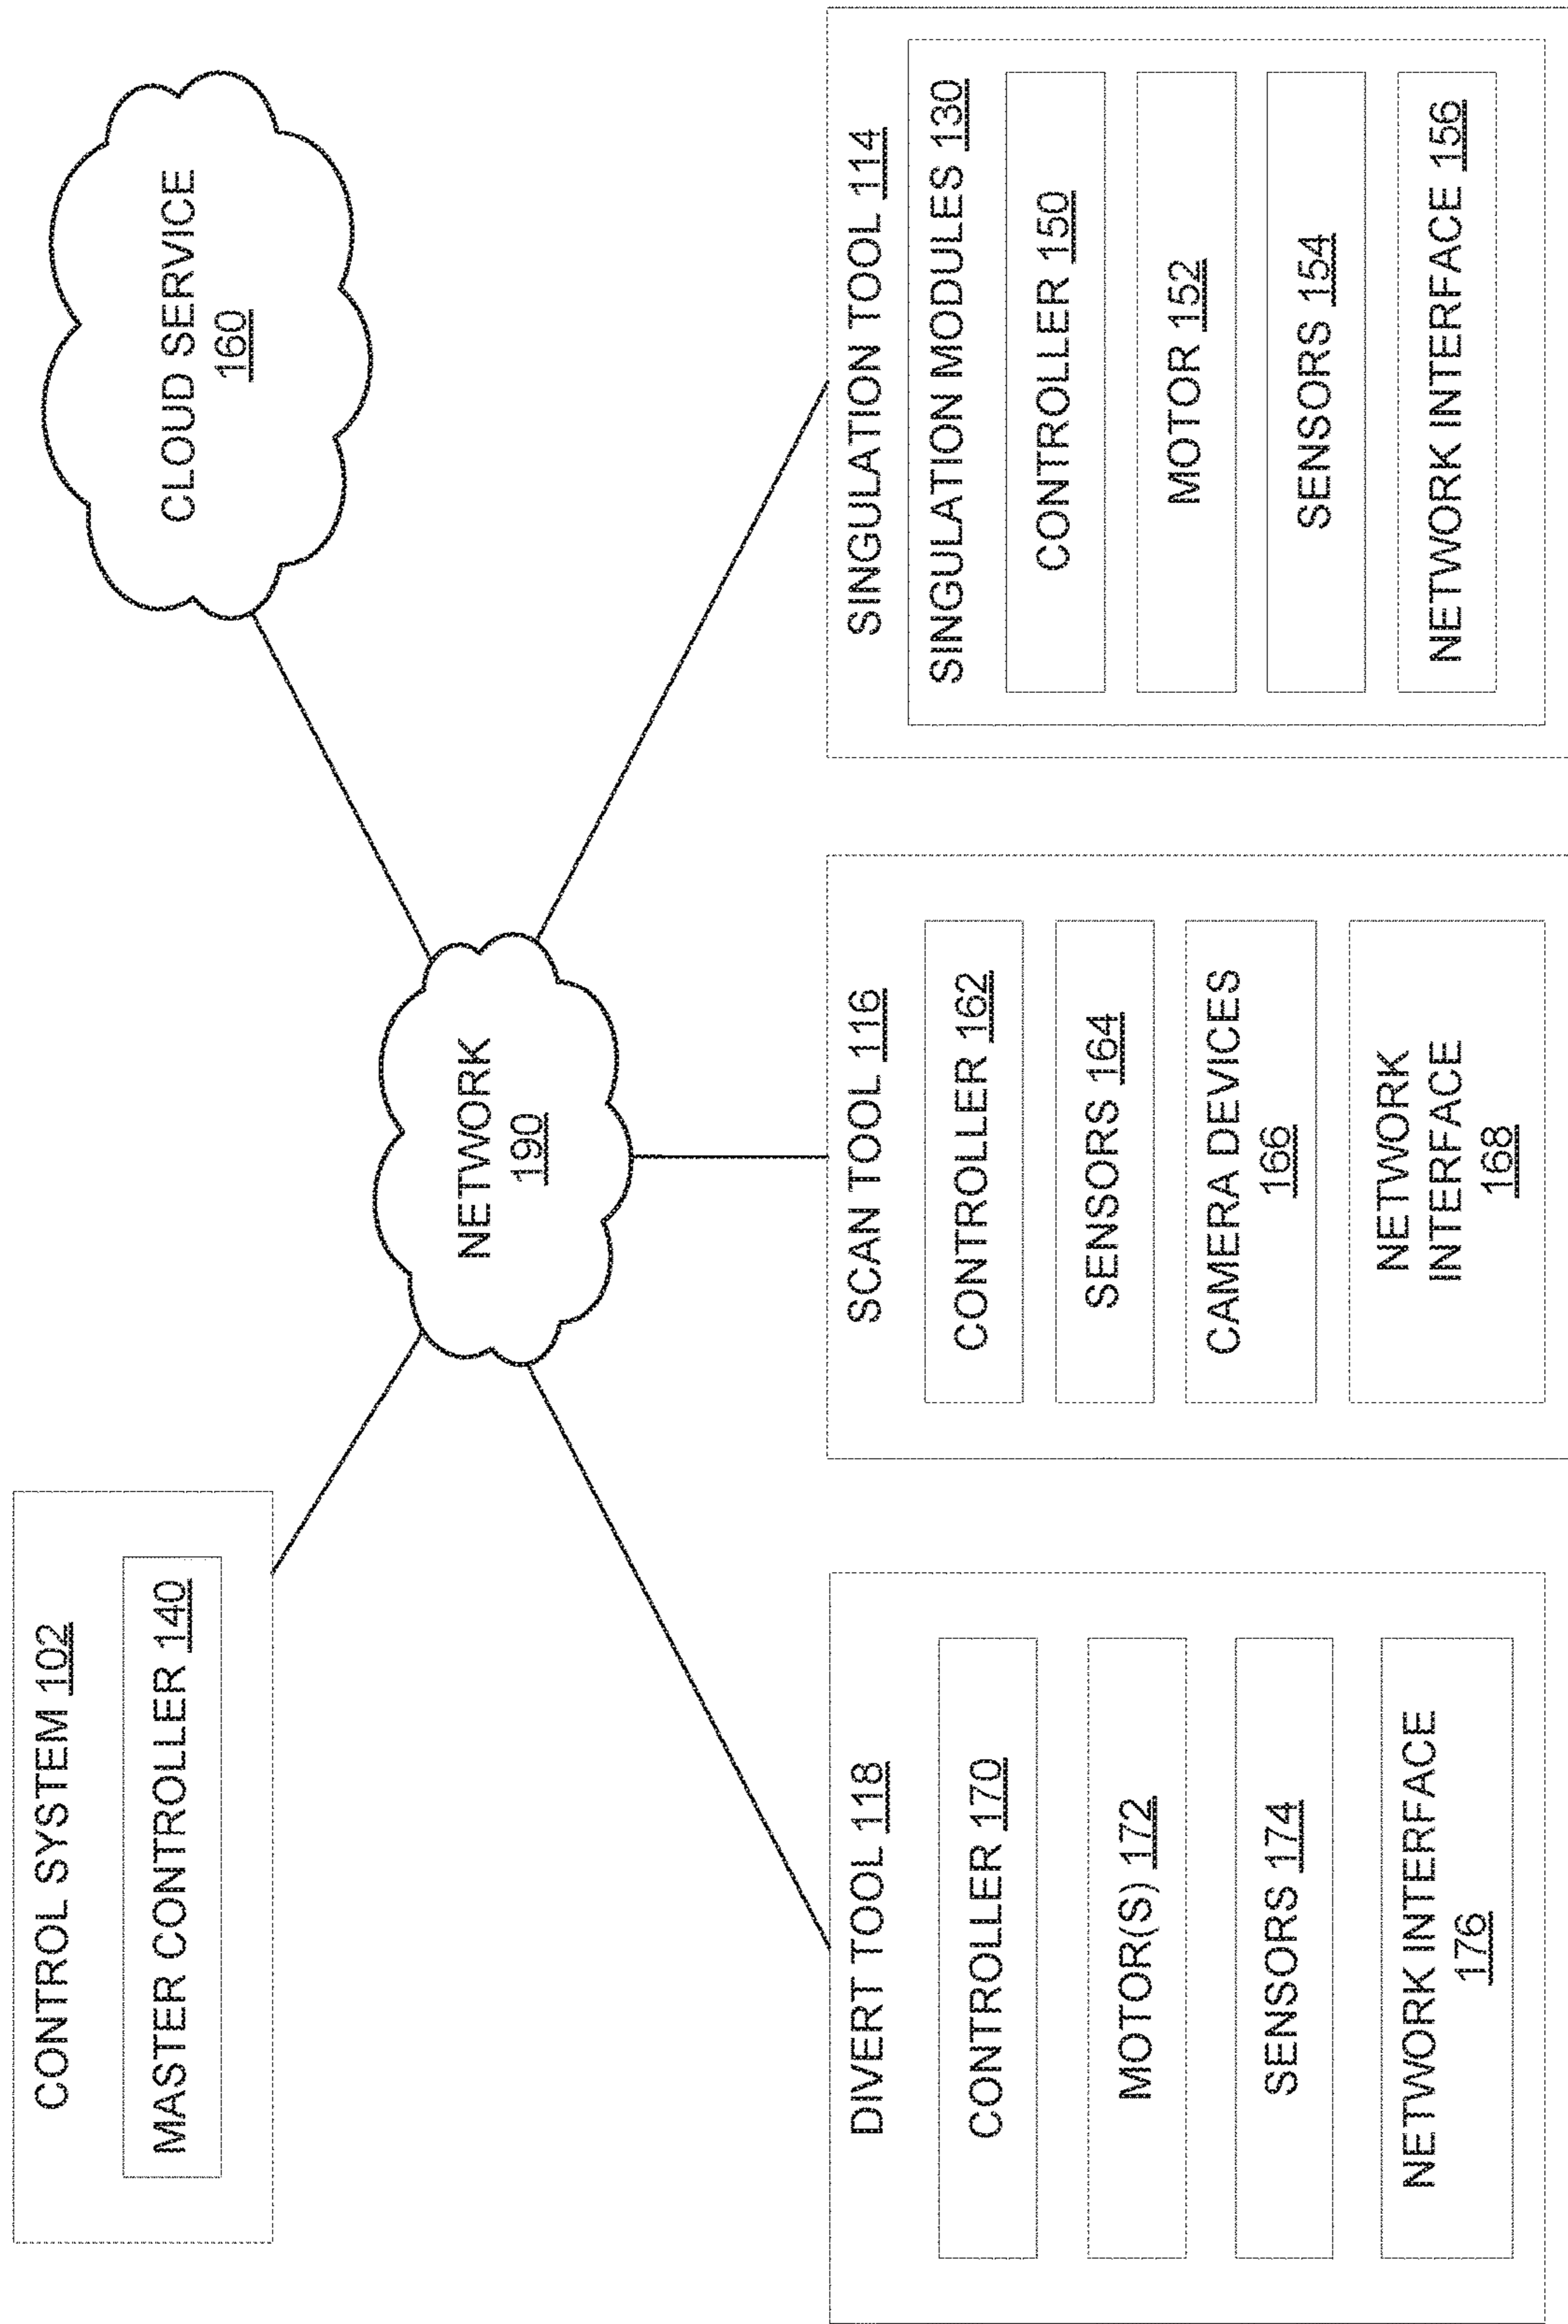 CONTROL SYSTEM 102
MASTER CONTROLLER 140
CLOUD SERVICE
160
NETWORK
190
DIVERT TOOL 118
CONTROLLER 170
MOTOR(S) 172
SENSORS 174
NETWORK INTERFACE
176
SCAN TOOL 116
CONTROLLER 162
SENSORS 164
CAMERA DEVICES
166
NETWORK
INTERFACE
168
SINGULATION TOOL 114
SINGULATION MODULES 130
CONTROLLER 150
MOTOR 152
SENSORS 154
NETWORK INTERFACE 156